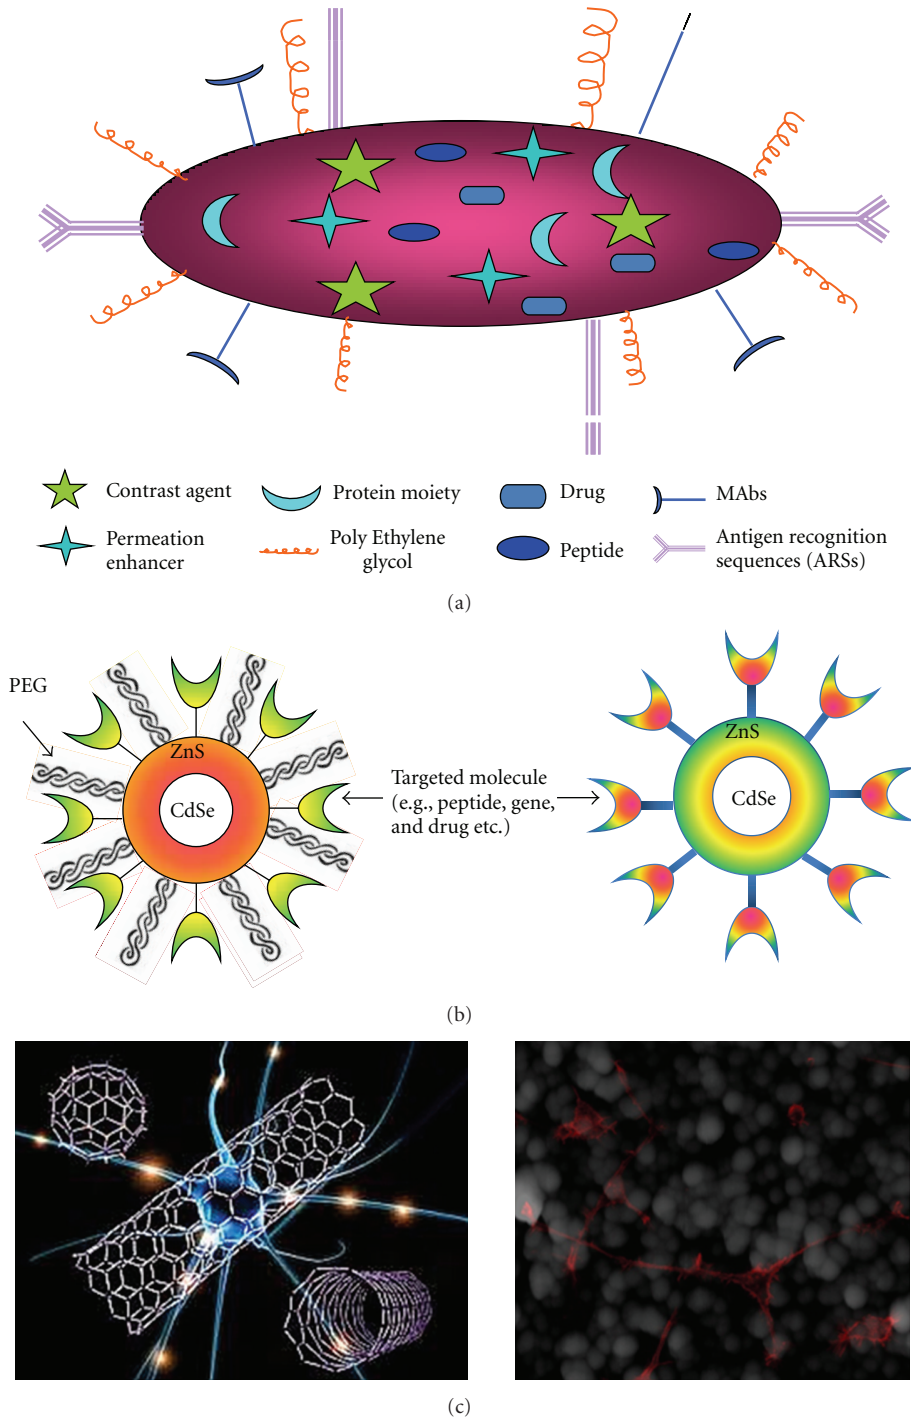 Contrast agent
Protein moiety
Drug
MAbs
Permeation
enhancer
Poly Ethylene
glycol
Peptide
Antigen recognition
sequences (ARSs)
(a)
PEG
ZnS
CdSe
Targeted molecule
(e.g., peptide, gene,
and drug etc.)
ZnS
CdSe
(b)
(c)